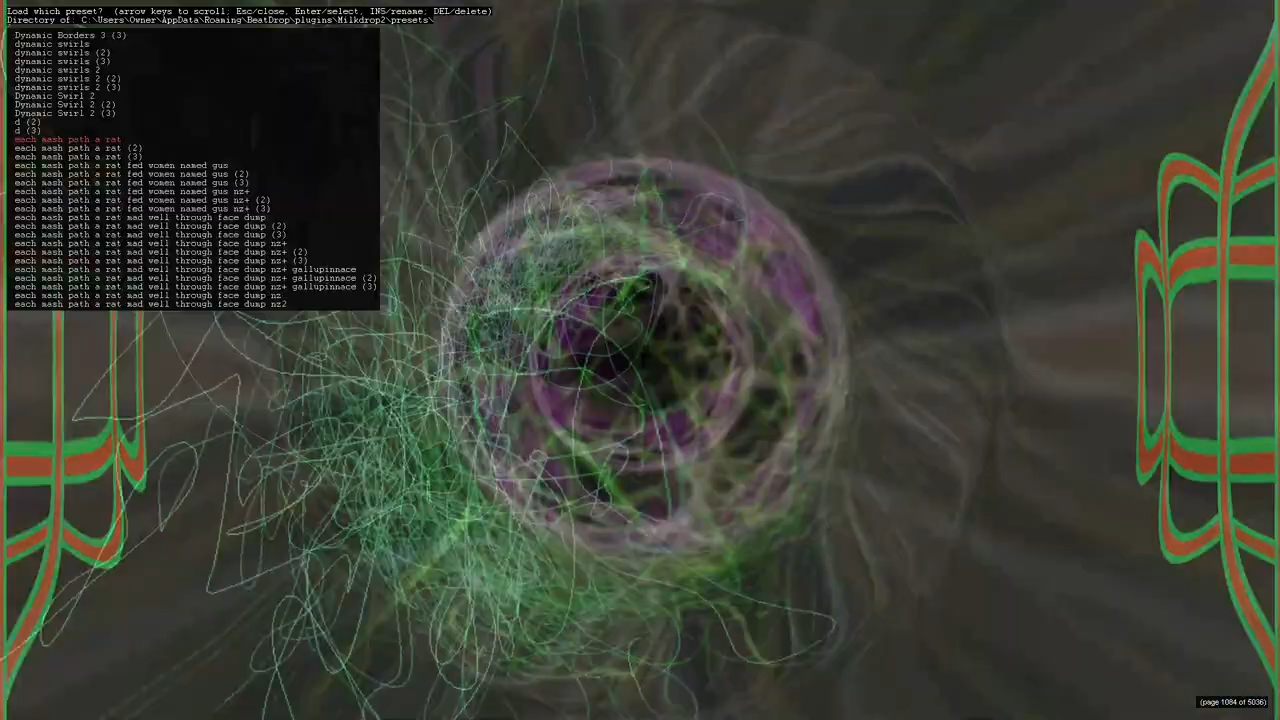 Load which preset?  (arrow keys to scroll; Esc/close, Enter/select, INS/rename; DEL/delete)
Directory of: C:\Users\Owner\AppData\Roaming\BeatDrop\plugins\Milkdrop2\presets\
Dynamic Borders 3 (3)
dynamic swirls
dynamic swirls (2)
dynamic swirls (3)
dynamic swirls 2
dynamic swirls 2 (2)
dynamic swirls 2 (3)
Dynamic Swirl 2
Dynamic Swirl 2 (2)
Dynamic Swirl 2 (3)
d (2)
d (3)
each mash path a rat
each mash path a rat (2)
each mash path a rat (3)
each mash path a rat fed women named gus
each mash path a rat fed women named gus (2)
each mash path a rat fed women named gus (3)
each mash path a rat fed women named gus nz+
each mash path a rat fed women named gus nz+ (2)
each mash path a rat fed women named gus nz+ (3)
each mash path a rat mad well through face dump
each mash path a rat mad well through face dump (2)
each mash path a rat mad well through face dump (3)
each mash path a rat mad well through face dump nz+
each mash path a rat mad well through face dump nz+ (2)
each mash path a rat mad well through face dump nz+ (3)
each mash path a rat mad well through face dump nz+ gallupinnace
each mash path a rat mad well through face dump nz+ gallupinnace (2)
each mash path a rat mad well through face dump nz+ gallupinnace (3)
each mash path a rat mad well through face dump nz
each mash path a rat mad well through face dump nz2
(page 1084 of 5036)